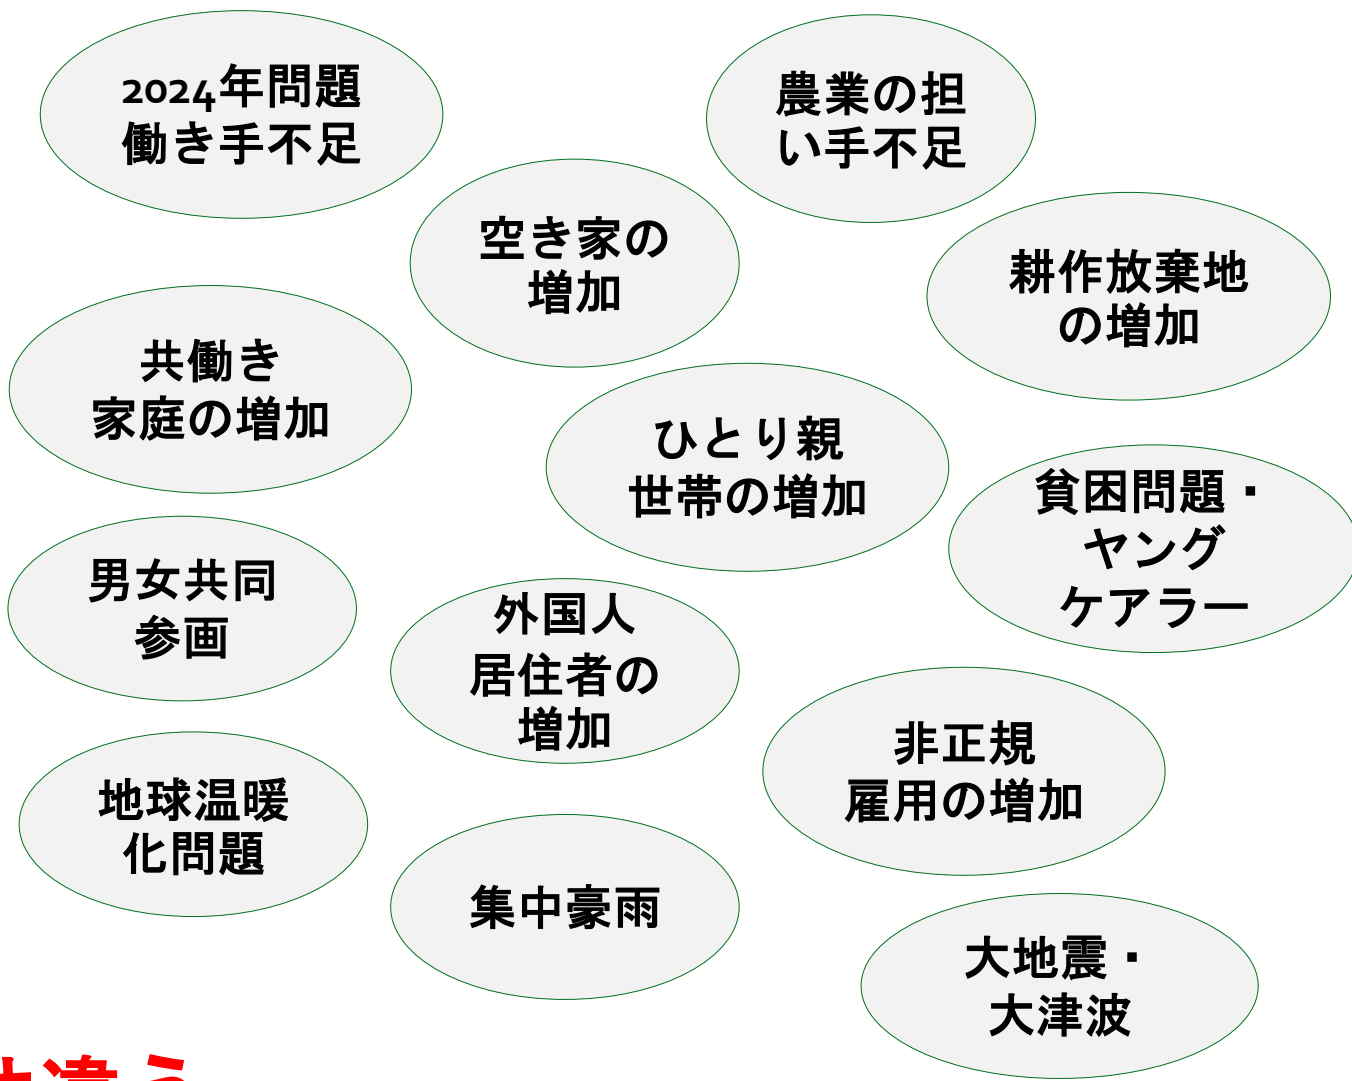 2024年問題
働き手不足
農業の担
い手不足
空き家の
増加
耕作放棄地
の増加
共働き
家庭の増加
ひとり親
世帯の増加
貧困問題・
ヤング
ケアラー
男女共同
参画
外国人
居住者の
増加
非正規
雇用の増加
地球温暖
化問題
集中豪雨
大地震・
大津波
違う